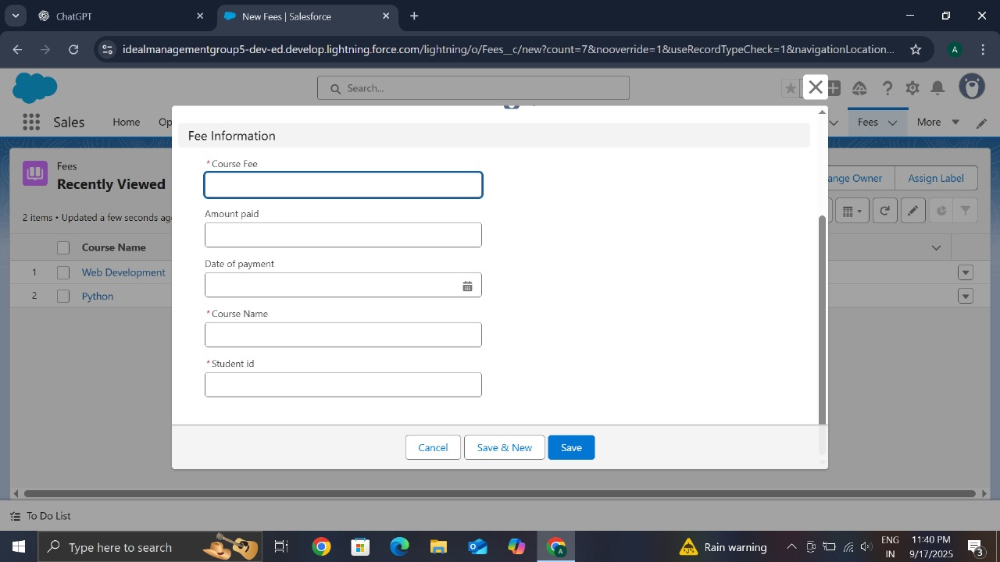 ChatGPT
New Fees | Salesforce
idealmanagementgroup5-dev-ed.develop.lightning.force.com/lightning/o/Fees__c/new?count=7&nooverride=1&useRecordTypeCheck=1&navigationLocation...
A
Search...
Sales
Home
Op
Fees
More
Fees
Recently Viewed
ange Owner
Assign Label
2 items • Updated a few seconds ag
Course Name
1 Web Development
2 Python
Fee Information
*Course Fee
Amount paid
Date of payment
*Course Name
*Student id
Cancel
Save & New
Save
To Do List
Type here to search
A
Rain warning
ENG
IN
11:40 PM
9/17/2025
3